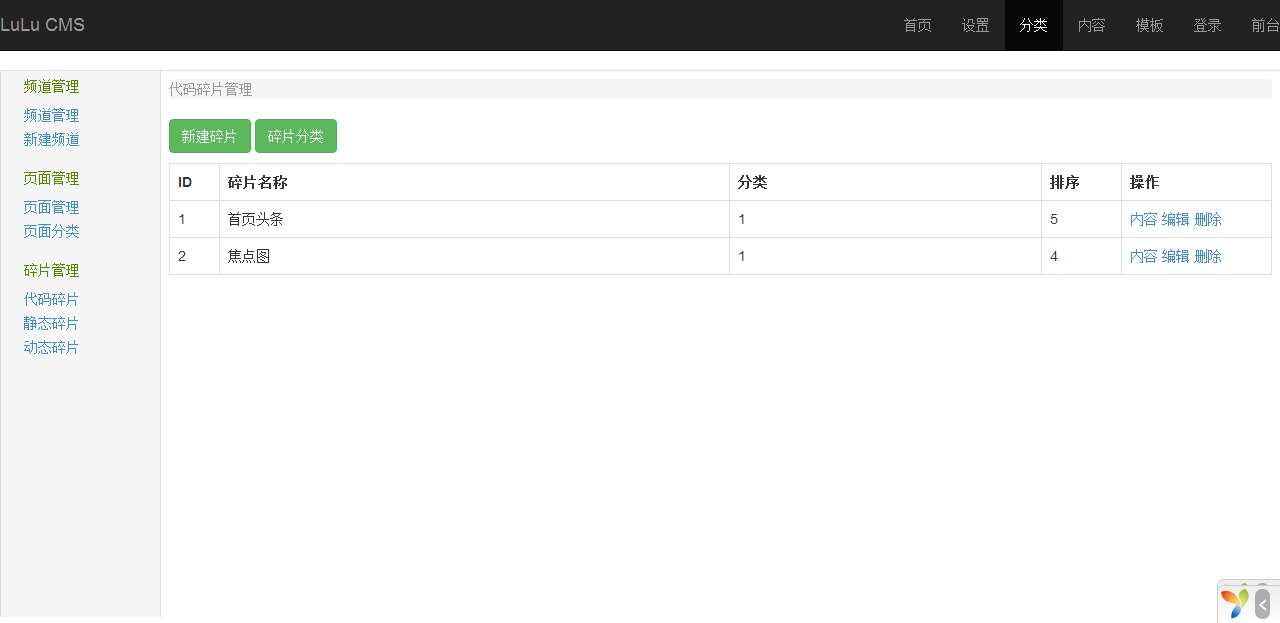 LuLu CMS 首页 设置 分类 内容 模板 登录 前台
频道管理
频道管理
新建频道
页面管理
页面管理
页面分类
碎片管理
代码碎片
静态碎片
动态碎片
代码碎片管理
新建碎片 碎片分类
ID 碎片名称 分类 排序 操作
1 首页头条 1 5 内容 编辑 删除
2 焦点图 1 4 内容 编辑 删除